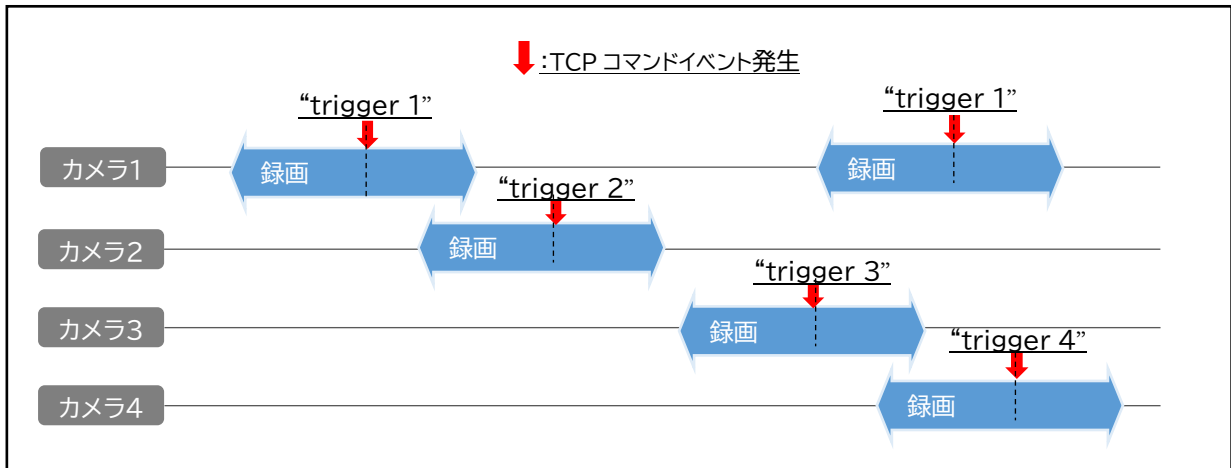 :TCP コマンドイベント発生
“trigger 1”
“trigger 1”
カメラ1
録画
録画
“trigger 2”
カメラ2
録画
“trigger 3”
カメラ3
録画
“trigger 4”
カメラ4
録画